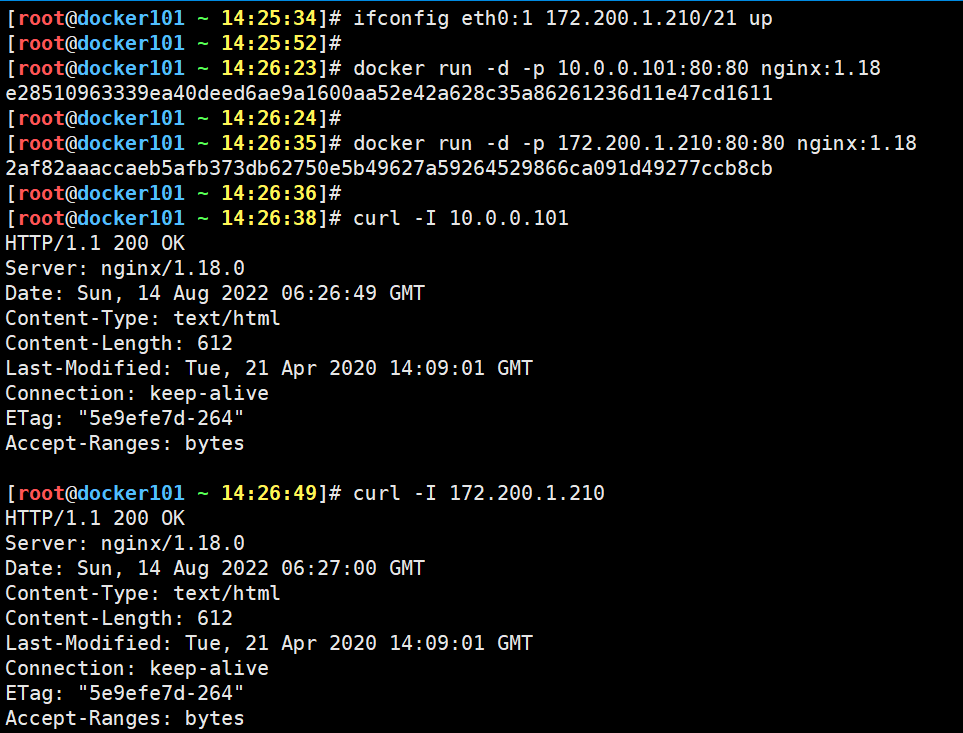 [root@docker101 ~ 14:25:34]# ifconfig eth0:1 172.200.1.210/21 up
[root@docker101 ~ 14:25:52]#
[root@docker101 ~ 14:26:23]# docker run -d -p 10.0.0.101:80:80 nginx:1.18
e28510963339ea40deed6ae9a1600aa52e42a628c35a86261236d11e47cd1611
[root@docker101 ~ 14:26:24]#
[root@docker101 ~ 14:26:35]# docker run -d -p 172.200.1.210:80:80 nginx:1.18
2af82aaaccaeb5afb373db62750e5b49627a59264529866ca091d49277ccb8cb
[root@docker101 ~ 14:26:36]#
[root@docker101 ~ 14:26:38]# curl -I 10.0.0.101
HTTP/1.1 200 OK
Server: nginx/1.18.0
Date: Sun, 14 Aug 2022 06:26:49 GMT
Content-Type: text/html
Content-Length: 612
Last-Modified: Tue, 21 Apr 2020 14:09:01 GMT
Connection: keep-alive
ETag: "5e9efe7d-264"
Accept-Ranges: bytes

[root@docker101 ~ 14:26:49]# curl -I 172.200.1.210
HTTP/1.1 200 OK
Server: nginx/1.18.0
Date: Sun, 14 Aug 2022 06:27:00 GMT
Content-Type: text/html
Content-Length: 612
Last-Modified: Tue, 21 Apr 2020 14:09:01 GMT
Connection: keep-alive
ETag: "5e9efe7d-264"
Accept-Ranges: bytes